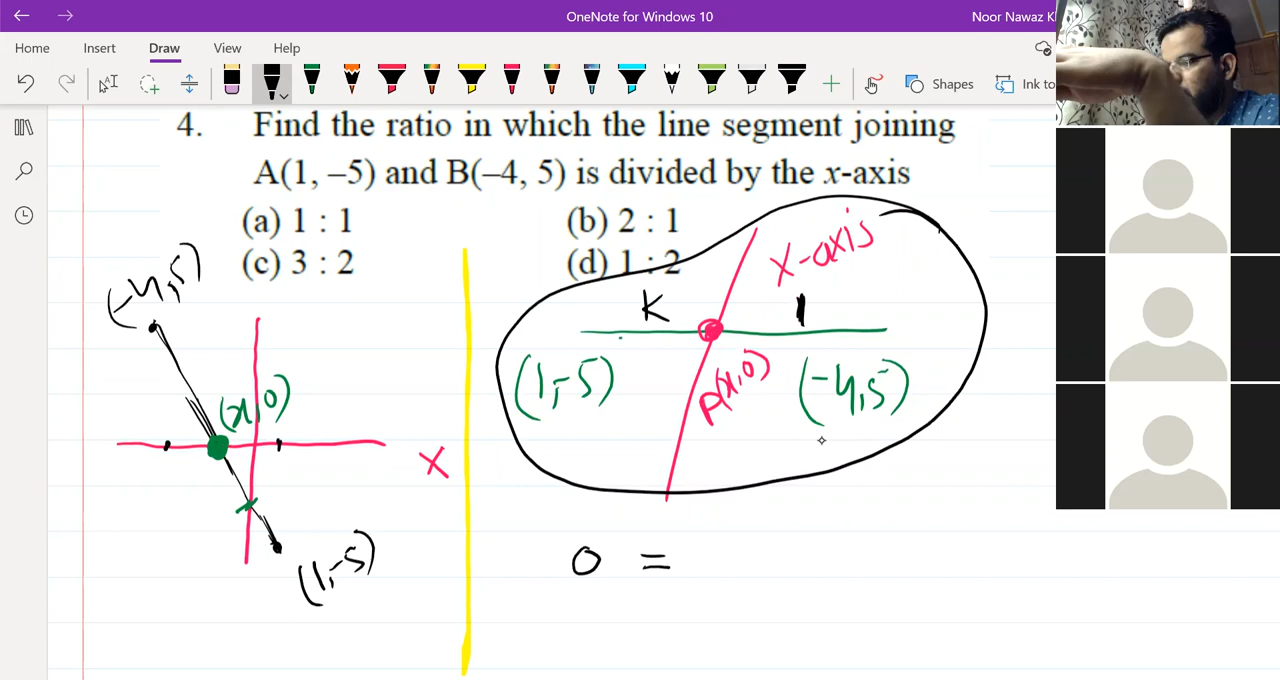 OneNote for Windows 10
Noor Nawaz K
Home Insert Draw View Help
Shapes
Ink to
4. Find the ratio in which the line segment joining
A(1, –5) and B(–4, 5) is divided by the x-axis
(a) 1 : 1 (b) 2 : 1
(c) 3 : 2 (d) 1 : 2
(-4,5)
(x,0)
X
(1,-5)
X-axis
K 1
(1,-5)
P(x,0)
(-4,5)
0 =